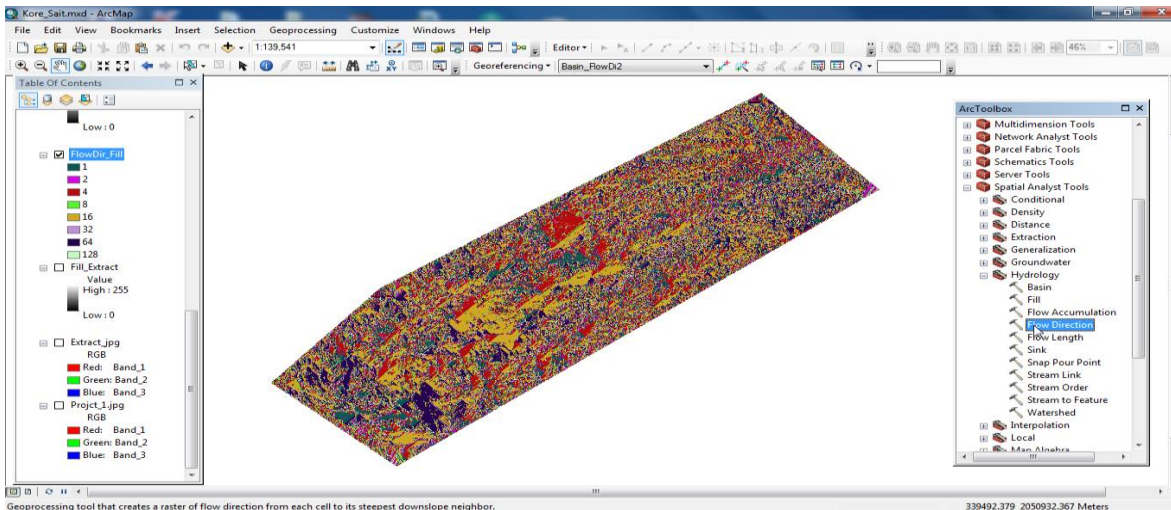 Kore_Sait.mxd - ArcMap
File Edit View Bookmarks Insert Selection Geoprocessing Customize Windows Help
1:139,541
Editor
46%
Georeferencing
Basin_FlowDi2
Table Of Contents
Low : 0
FlowDir_Fill
1
2
4
8
16
32
64
128
Fill_Extract
Value
High : 255
Low : 0
Extract_jpg
RGB
Red: Band_1
Green: Band_2
Blue: Band_3
Projct_1.jpg
RGB
Red: Band_1
Green: Band_2
Blue: Band_3
ArcToolbox
Multidimension Tools
Network Analyst Tools
Parcel Fabric Tools
Schematics Tools
Server Tools
Spatial Analyst Tools
Conditional
Density
Distance
Extraction
Generalization
Groundwater
Hydrology
Basin
Fill
Flow Accumulation
Flow Direction
Flow Length
Sink
Snap Pour Point
Stream Link
Stream Order
Stream to Feature
Watershed
Interpolation
Local
Map Algebra
Geoprocessing tool that creates a raster of flow direction from each cell to its steepest downslope neighbor.
339492.379 2050932.367 Meters